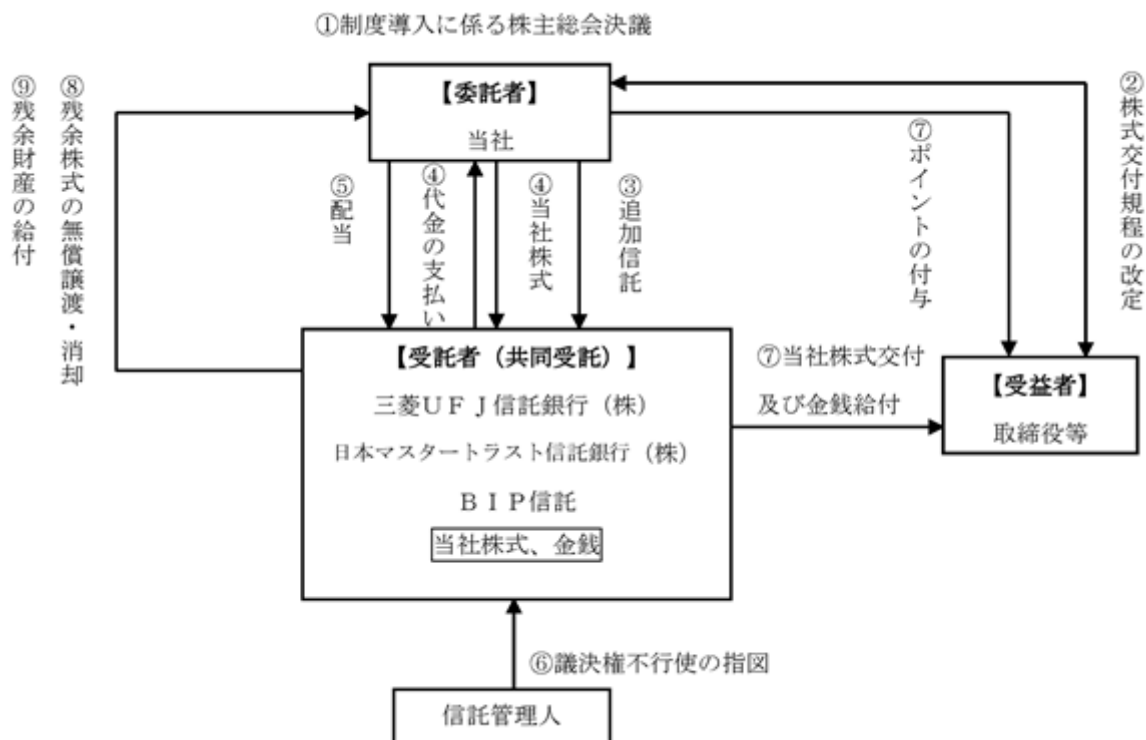 ①制度導入に係る株主総会決議
⑨残余財産の給付
⑧残余株式の無償譲渡・消却
【委託者】
当社
②株式交付規程の改定
⑦ポイントの付与
⑤配当
④代金の支払い
④当社株式
③追加信託
【受託者（共同受託）】
三菱ＵＦＪ信託銀行（株）
日本マスタートラスト信託銀行（株）
ＢＩＰ信託
当社株式、金銭
⑦当社株式交付
及び金銭給付
【受益者】
取締役等
⑥議決権不行使の指図
信託管理人